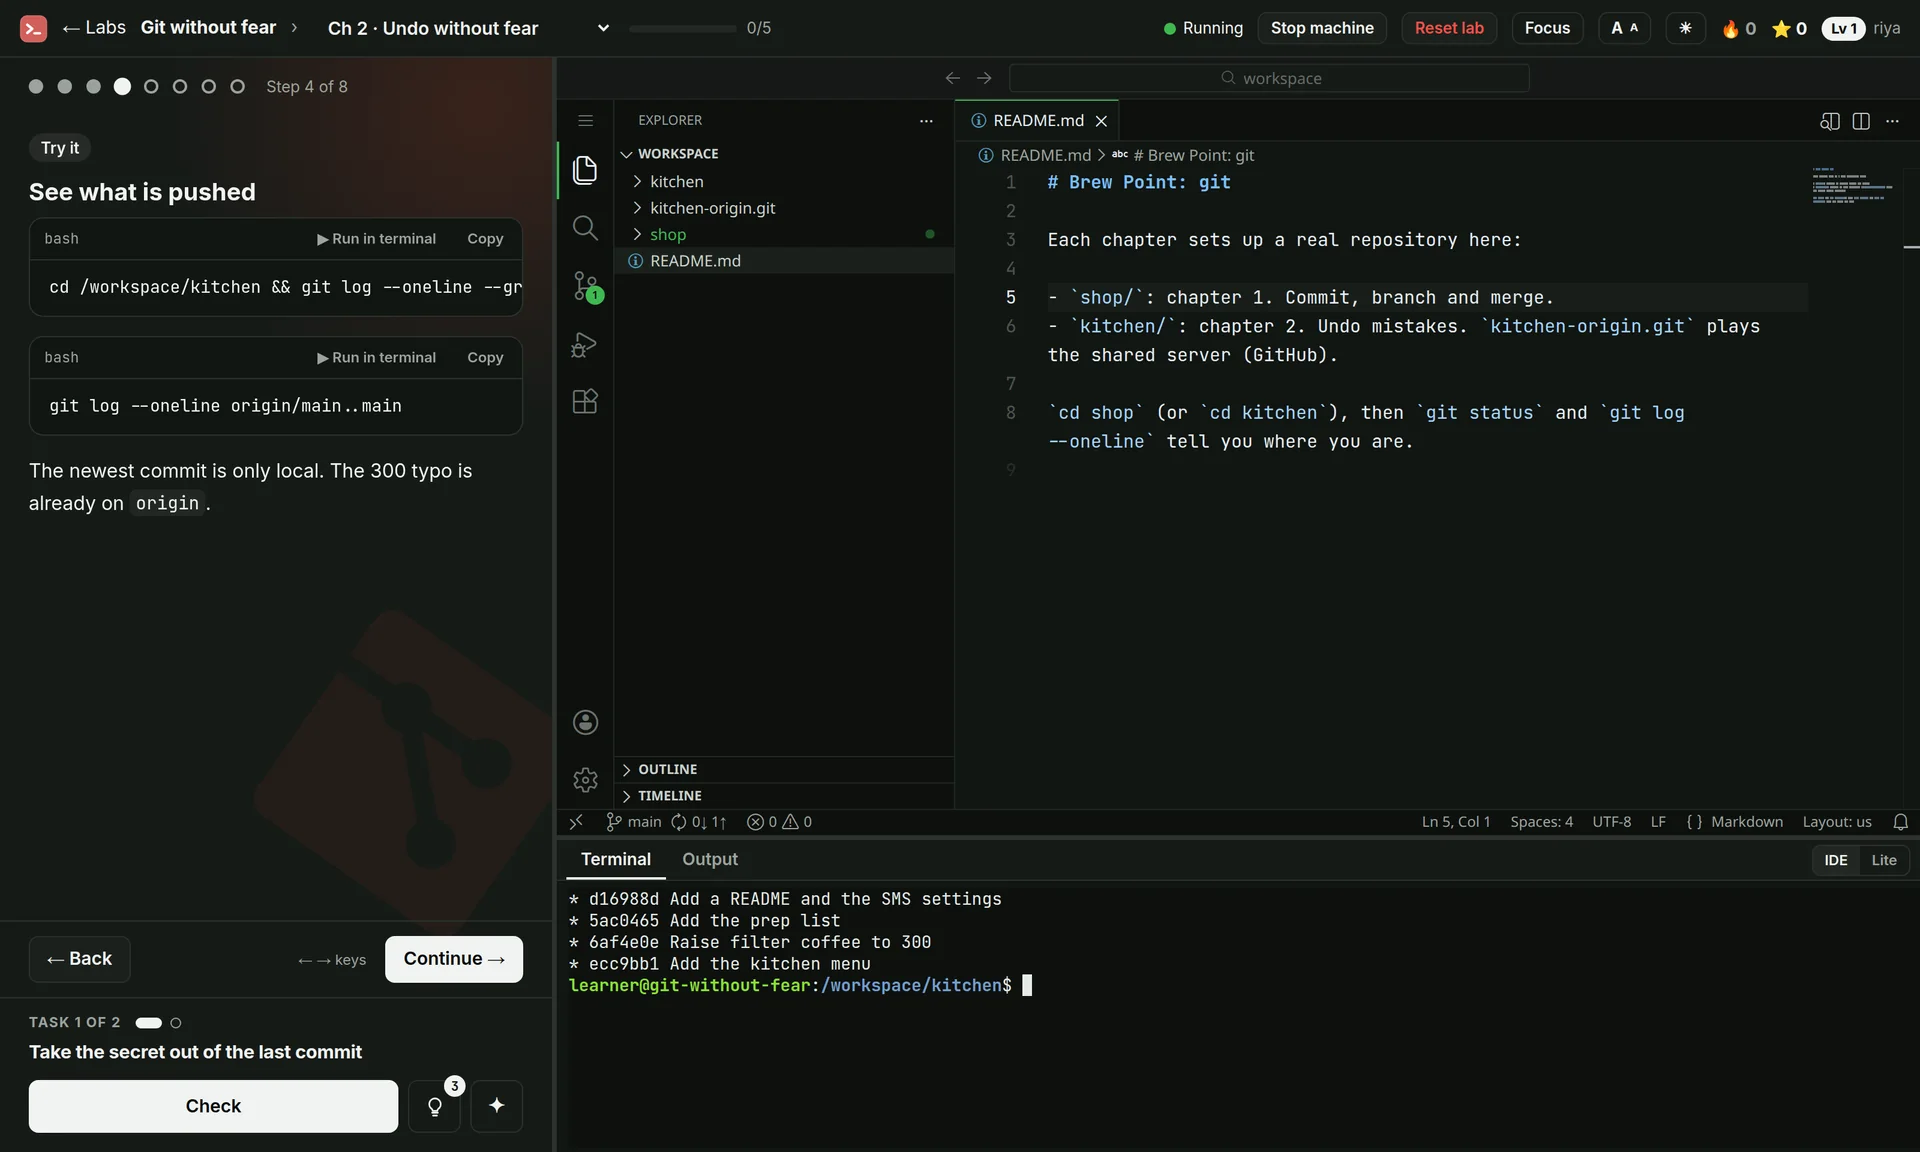 ← Labs Git without fear › Ch 2 · Undo without fear 0/5 Running Stop machine Reset lab Focus A A 0 0 Lv 1 riya
Step 4 of 8
Try it
See what is pushed
bash Run in terminal Copy
cd /workspace/kitchen && git log --oneline --gr
bash Run in terminal Copy
git log --oneline origin/main..main
The newest commit is only local. The 300 typo is
already on origin.
← Back ← → keys Continue →
TASK 1 OF 2
Take the secret out of the last commit
Check 3
workspace
EXPLORER
WORKSPACE
kitchen
kitchen-origin.git
shop
README.md
1
OUTLINE
TIMELINE
README.md
README.md > abc # Brew Point: git
1 # Brew Point: git
2
3 Each chapter sets up a real repository here:
4
5 - `shop/`: chapter 1. Commit, branch and merge.
6 - `kitchen/`: chapter 2. Undo mistakes. `kitchen-origin.git` plays
the shared server (GitHub).
7
8 `cd shop` (or `cd kitchen`), then `git status` and `git log
--oneline` tell you where you are.
9
main 0↓ 1↑ 0 0 Ln 5, Col 1 Spaces: 4 UTF-8 LF { } Markdown Layout: us
Terminal Output IDE Lite
* d16988d Add a README and the SMS settings
* 5ac0465 Add the prep list
* 6af4e0e Raise filter coffee to 300
* ecc9bb1 Add the kitchen menu
learner@git-without-fear:/workspace/kitchen$